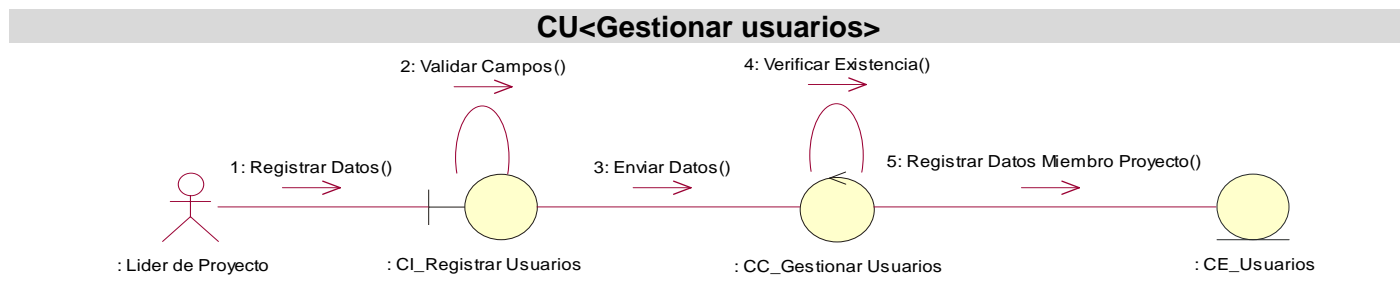 CU<Gestionar usuarios>
2: Validar Campos()
4: Verificar Existencia()
1: Registrar Datos()
3: Enviar Datos()
5: Registrar Datos Miembro Proyecto()
: Lider de Proyecto
: CI_Registrar Usuarios
: CC_Gestionar Usuarios
: CE_Usuarios